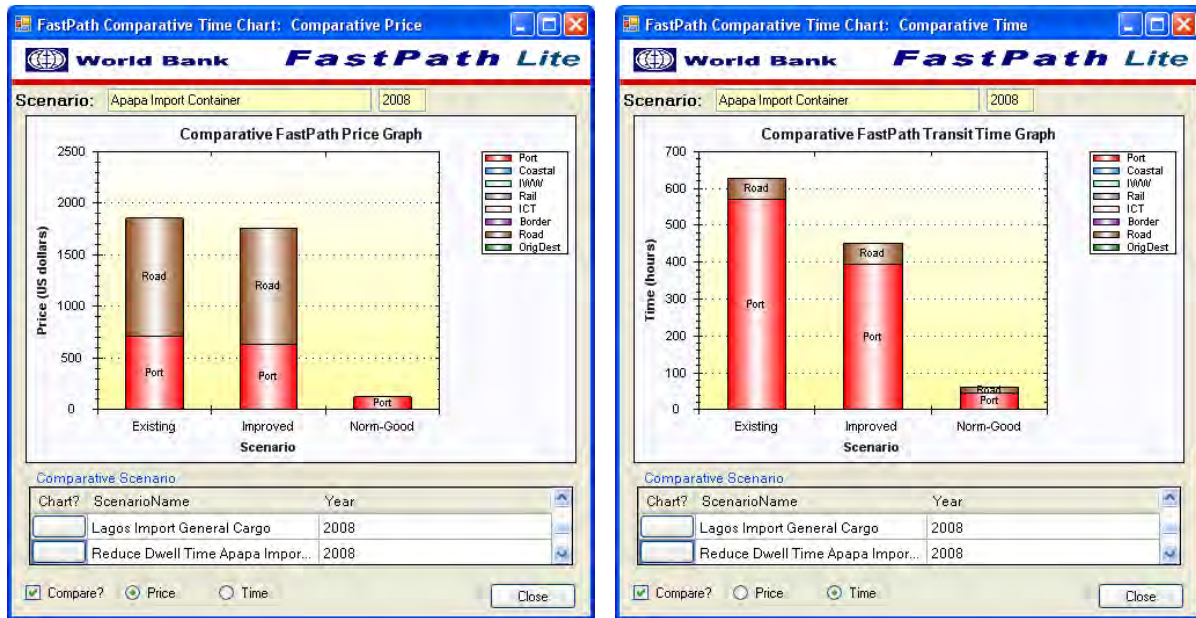 FastPath Comparative Time Chart: Comparative Price
World Bank FastPath Lite
Scenario: Apapa Import Container 2008
Comparative FastPath Price Graph
2500
2000
1500
1000
500
0
Price (US dollars)
Road
Port
Road
Port
Port
Existing Improved Norm-Good
Scenario
Port
Coastal
IWW
Rail
ICT
Border
Road
OrigDest
Comparative Scenario
Chart? ScenarioName Year
Lagos Import General Cargo 2008
Reduce Dwell Time Apapa Impor... 2008
Compare? Price Time Close
FastPath Comparative Time Chart: Comparative Time
World Bank FastPath Lite
Scenario: Apapa Import Container 2008
Comparative FastPath Transit Time Graph
700
600
500
400
300
200
100
0
Time (hours)
Road
Port
Road
Port
Road
Port
Existing Improved Norm-Good
Scenario
Port
Coastal
IWW
Rail
ICT
Border
Road
OrigDest
Comparative Scenario
Chart? ScenarioName Year
Lagos Import General Cargo 2008
Reduce Dwell Time Apapa Impor... 2008
Compare? Price Time Close